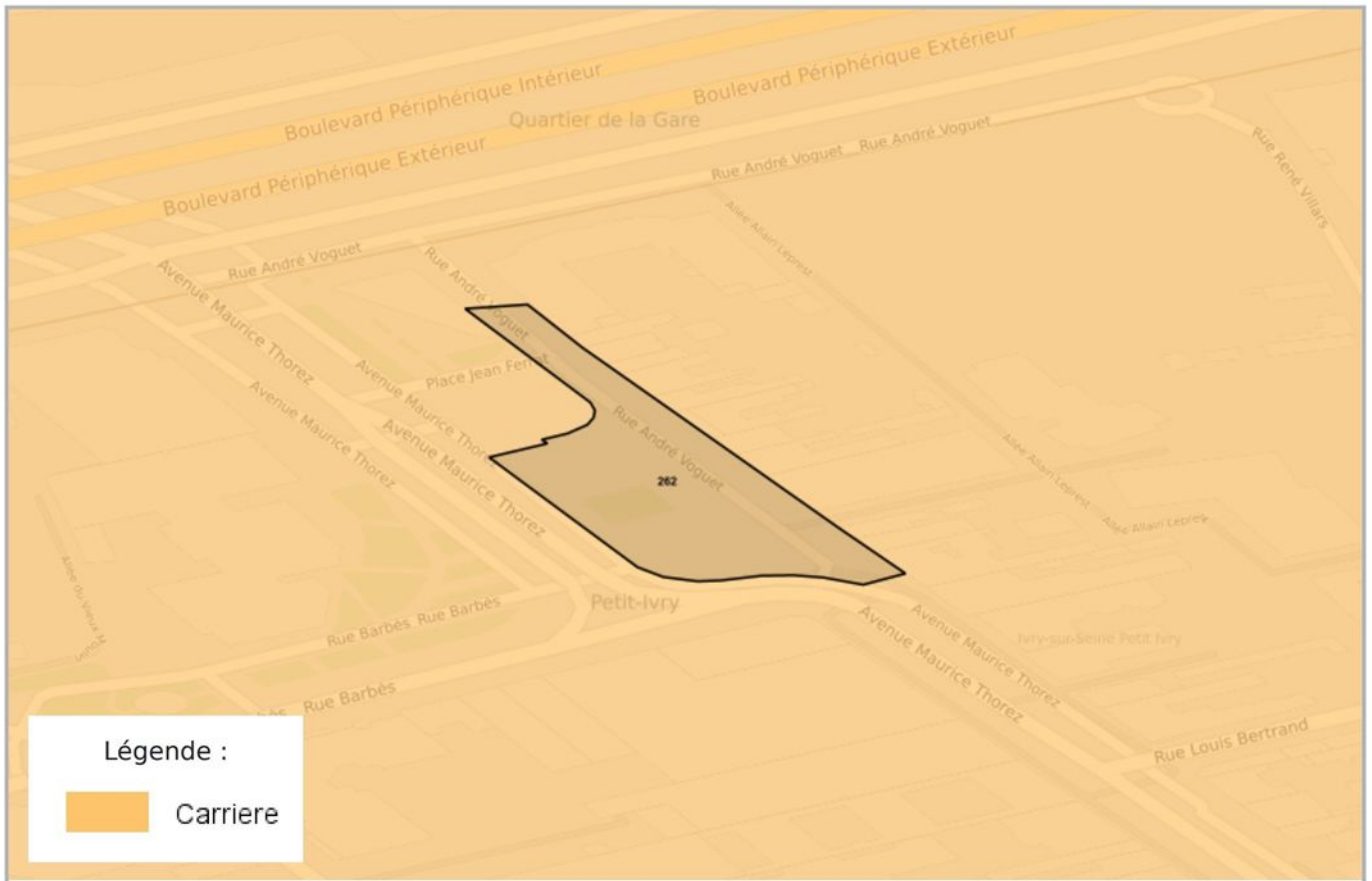 Boulevard Périphérique Intérieur
Boulevard Périphérique Extérieur
Quartier de la Gare
Boulevard Périphérique Extérieur
Rue André Voguet
Rue André Voguet
Rue René Villars
Allée Allain Leprest
Rue André Voguet
Rue André Voguet
Avenue Maurice Thorez
Avenue Maurice Thorez
Place Jean Ferrat
Avenue Maurice Thorez
Avenue Maurice Thorez
Rue André Voguet
262
Allée Allain Leprest
Allée Allain Leprest
Allée du Vieux Moulin
Rue Barbès
Rue Barbès
Petit-Ivry
Avenue Maurice Thorez
Avenue Maurice Thorez
Ivry-sur-Seine Petit Ivry
Rue Barbès
Rue Louis Bertrand
Légende :
Carriere